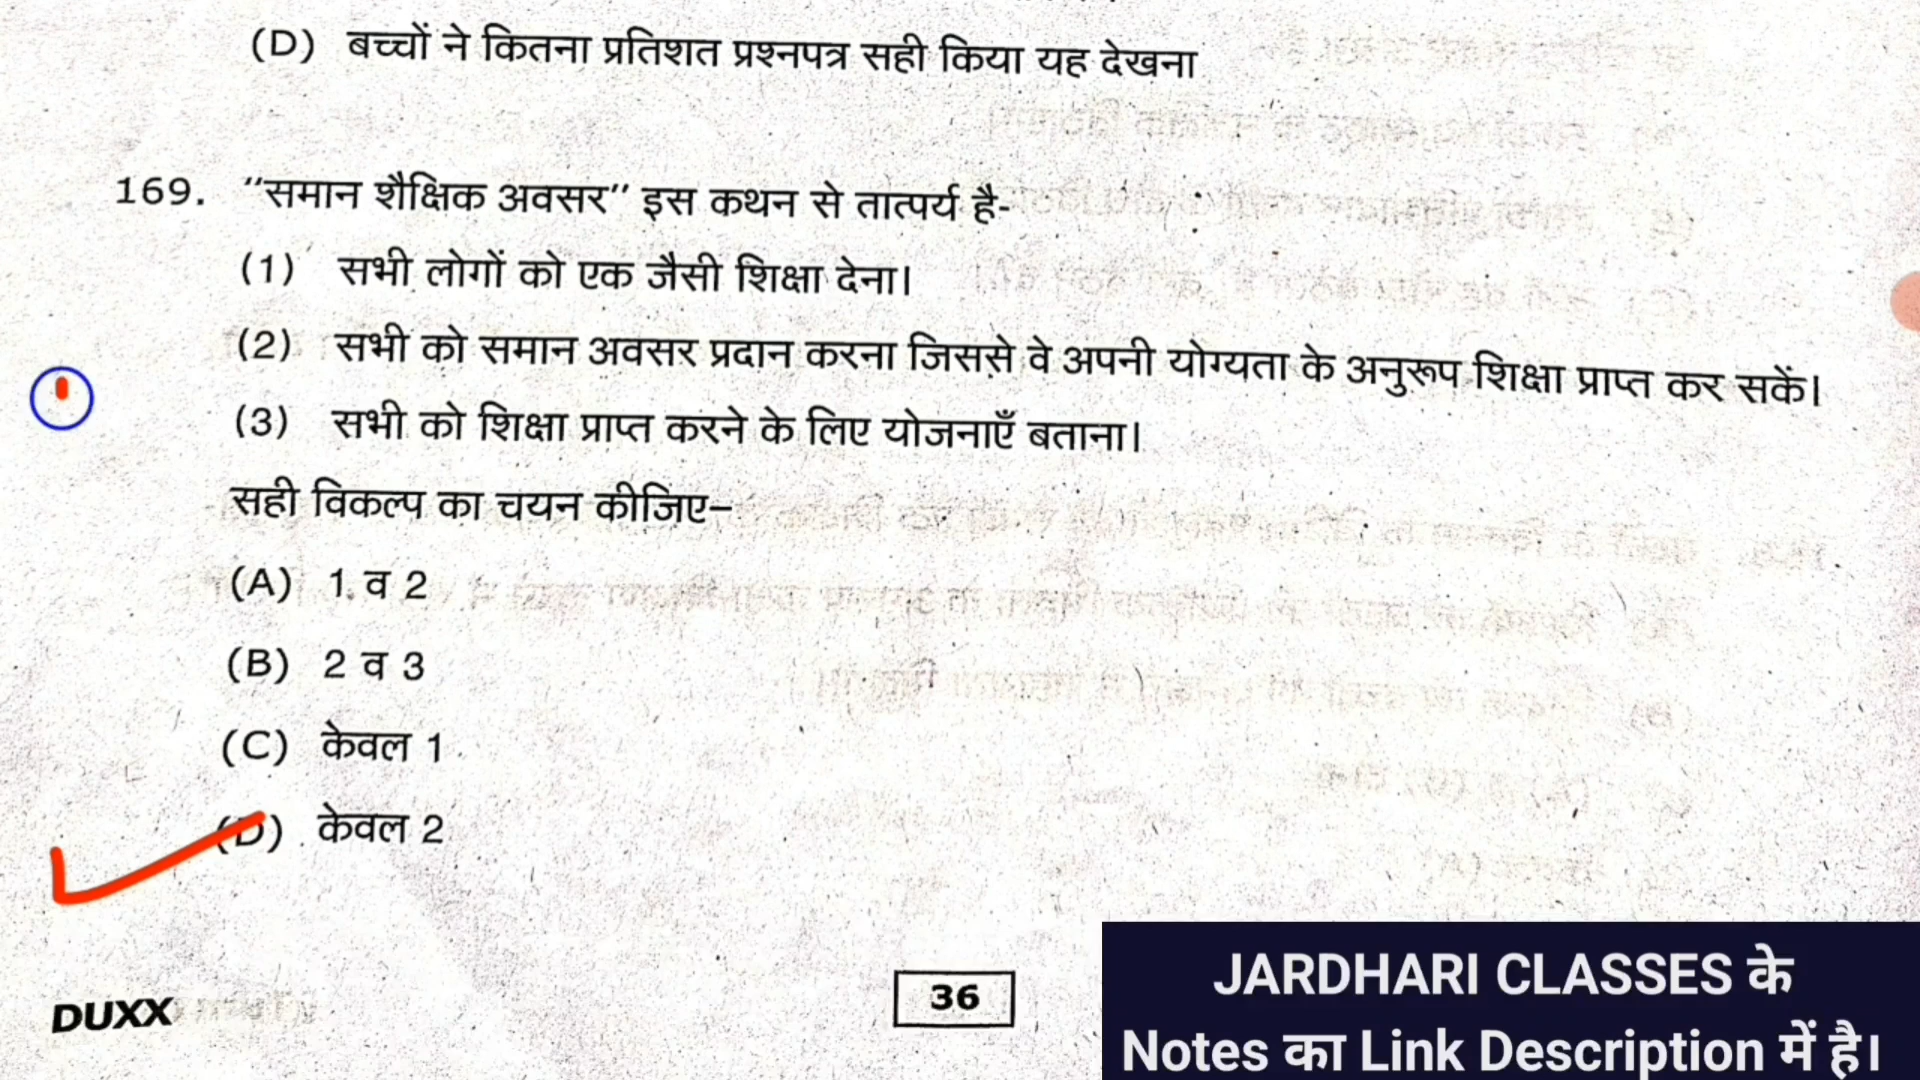 (D) बच्चों ने कितना प्रतिशत प्रश्नपत्र सही किया यह देखना
169. “समान शैक्षिक अवसर” इस कथन से तात्पर्य है-
(1) सभी लोगों को एक जैसी शिक्षा देना।
(2) सभी को समान अवसर प्रदान करना जिससे वे अपनी योग्यता के अनुरूप शिक्षा प्राप्त कर सकें।
(3) सभी को शिक्षा प्राप्त करने के लिए योजनाएँ बताना।
सही विकल्प का चयन कीजिए–
(A) 1 व 2
(B) 2 व 3
(C) केवल 1
(D) केवल 2
DUXX
36
JARDHARI CLASSES के
Notes का Link Description में है।